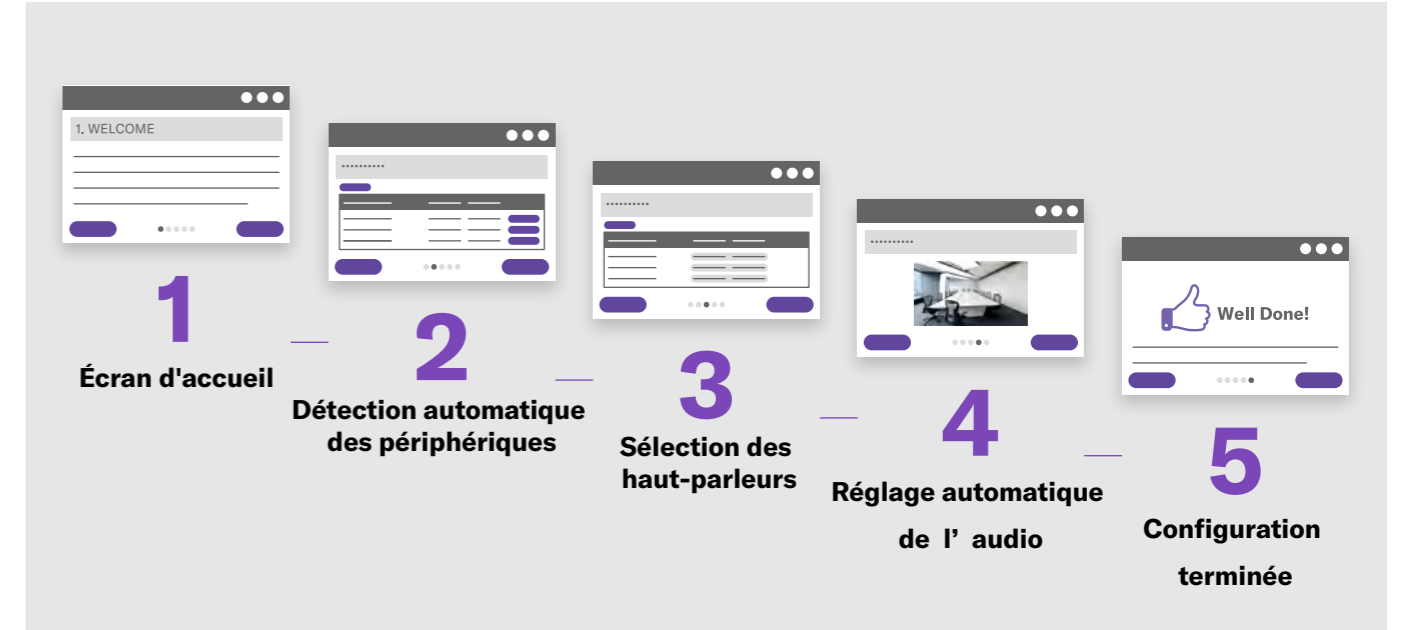 1. WELCOME
1
Écran d'accueil
2
Détection automatique
des périphériques
3
Sélection des
haut-parleurs
4
Réglage automatique
de l’ audio
Well Done!
5
Configuration
terminée